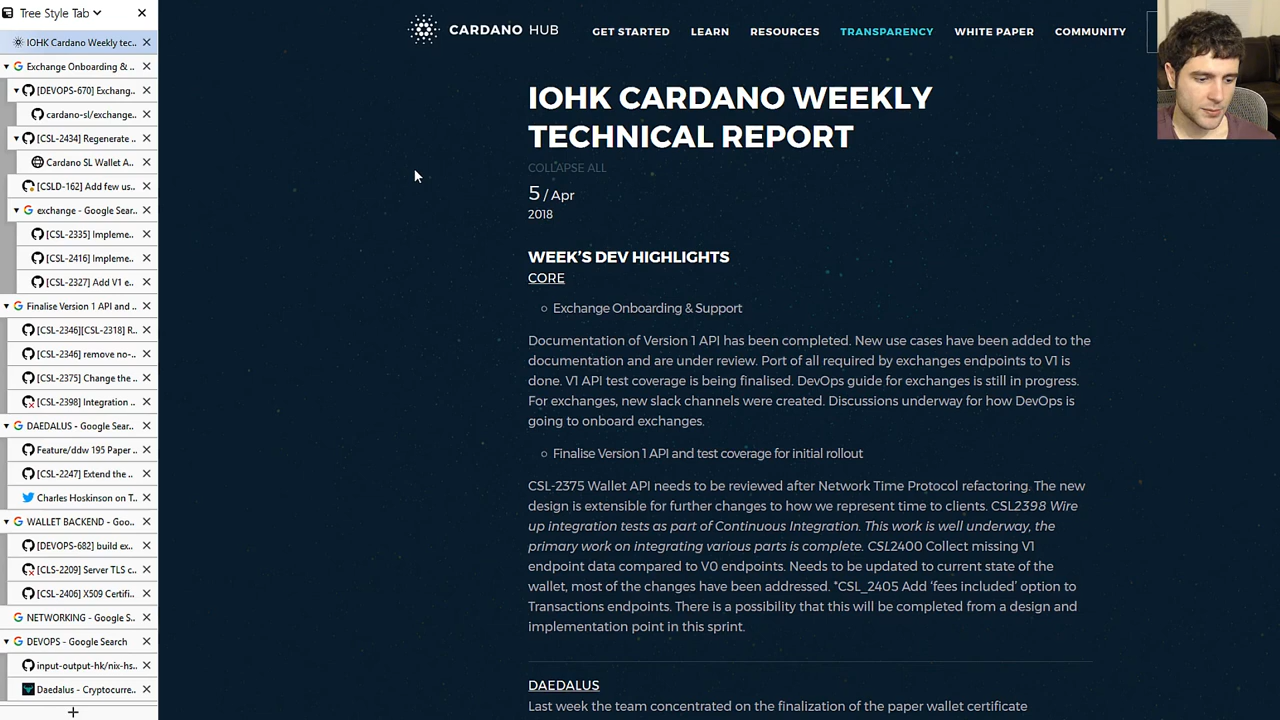 Tree Style Tab
IOHK Cardano Weekly tec..
Exchange Onboarding & ..
[DEVOPS-670] Exchang..
cardano-sl/exchange..
[CSL-2434] Regenerate ..
Cardano SL Wallet A..
[CSLD-162] Add few us..
exchange - Google Sear..
[CSL-2335] Impleme..
[CSL-2416] Impleme..
[CSL-2327] Add V1 e..
Finalise Version 1 API and ..
[CSL-2346][CSL-2318] R..
[CSL-2346] remove no-..
[CSL-2375] Change the ..
[CSL-2398] Integration ..
DAEDALUS - Google Sear..
Feature/ddw 195 Paper ..
[CSL-2247] Extend the ..
Charles Hoskinson on T..
WALLET BACKEND - Goo..
[DEVOPS-682] build ex..
[CLS-2209] Server TLS c..
[CSL-2406] X509 Certifi..
NETWORKING - Google S..
DEVOPS - Google Search
input-output-hk/nix-hs..
Daedalus - Cryptocurre..
+
CARDANO HUB
GET STARTED LEARN RESOURCES TRANSPARENCY WHITE PAPER COMMUNITY
IOHK CARDANO WEEKLY
TECHNICAL REPORT
COLLAPSE ALL
5 / Apr
2018
WEEK'S DEV HIGHLIGHTS
CORE
Exchange Onboarding & Support
Documentation of Version 1 API has been completed. New use cases have been added to the
documentation and are under review. Port of all required by exchanges endpoints to V1 is
done. V1 API test coverage is being finalised. DevOps guide for exchanges is still in progress.
For exchanges, new slack channels were created. Discussions underway for how DevOps is
going to onboard exchanges.
Finalise Version 1 API and test coverage for initial rollout
CSL-2375 Wallet API needs to be reviewed after Network Time Protocol refactoring. The new
design is extensible for further changes to how we represent time to clients. CSL2398 Wire
up integration tests as part of Continuous Integration. This work is well underway, the
primary work on integrating various parts is complete. CSL2400 Collect missing V1
endpoint data compared to V0 endpoints. Needs to be updated to current state of the
wallet, most of the changes have been addressed. *CSL_2405 Add 'fees included' option to
Transactions endpoints. There is a possibility that this will be completed from a design and
implementation point in this sprint.
DAEDALUS
Last week the team concentrated on the finalization of the paper wallet certificate